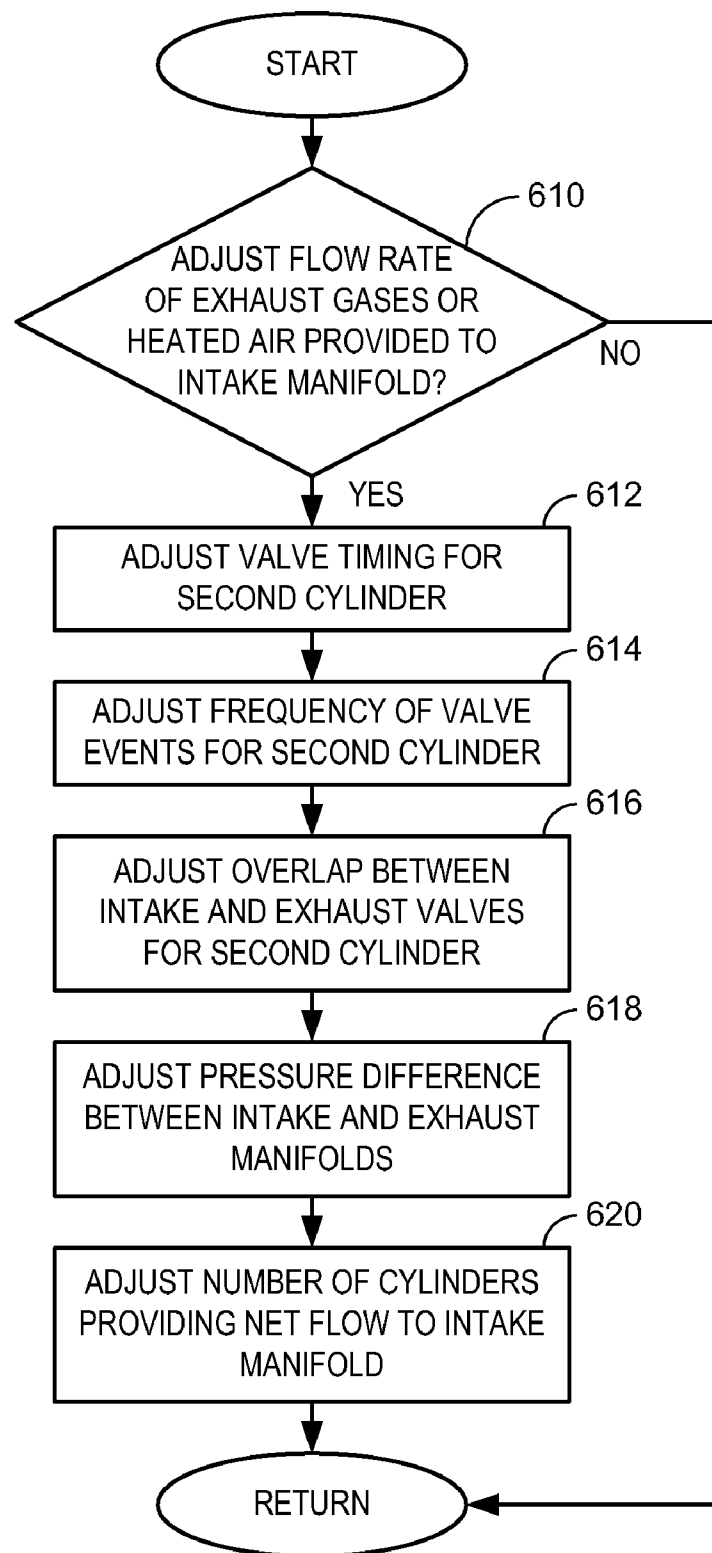 START
610
ADJUST FLOW RATE
OF EXHAUST GASES OR
HEATED AIR PROVIDED TO
INTAKE MANIFOLD?
NO
YES
612
ADJUST VALVE TIMING FOR
SECOND CYLINDER
614
ADJUST FREQUENCY OF VALVE
EVENTS FOR SECOND CYLINDER
616
ADJUST OVERLAP BETWEEN
INTAKE AND EXHAUST VALVES
FOR SECOND CYLINDER
618
ADJUST PRESSURE DIFFERENCE
BETWEEN INTAKE AND EXHAUST
MANIFOLDS
620
ADJUST NUMBER OF CYLINDERS
PROVIDING NET FLOW TO INTAKE
MANIFOLD
RETURN